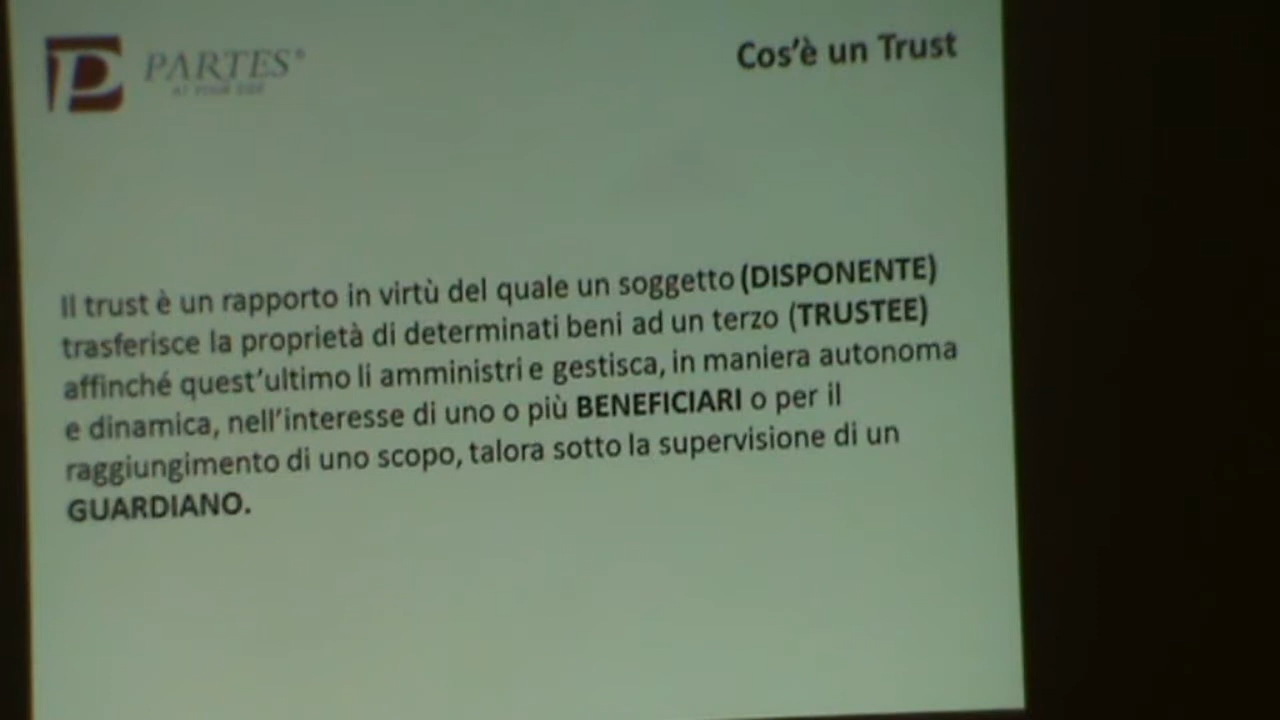 PARTES®
Cos'è un Trust
Il trust è un rapporto in virtù del quale un soggetto (DISPONENTE)
trasferisce la proprietà di determinati beni ad un terzo (TRUSTEE)
affinché quest'ultimo li amministri e gestisca, in maniera autonoma
e dinamica, nell'interesse di uno o più BENEFICIARI o per il
raggiungimento di uno scopo, talora sotto la supervisione di un
GUARDIANO.